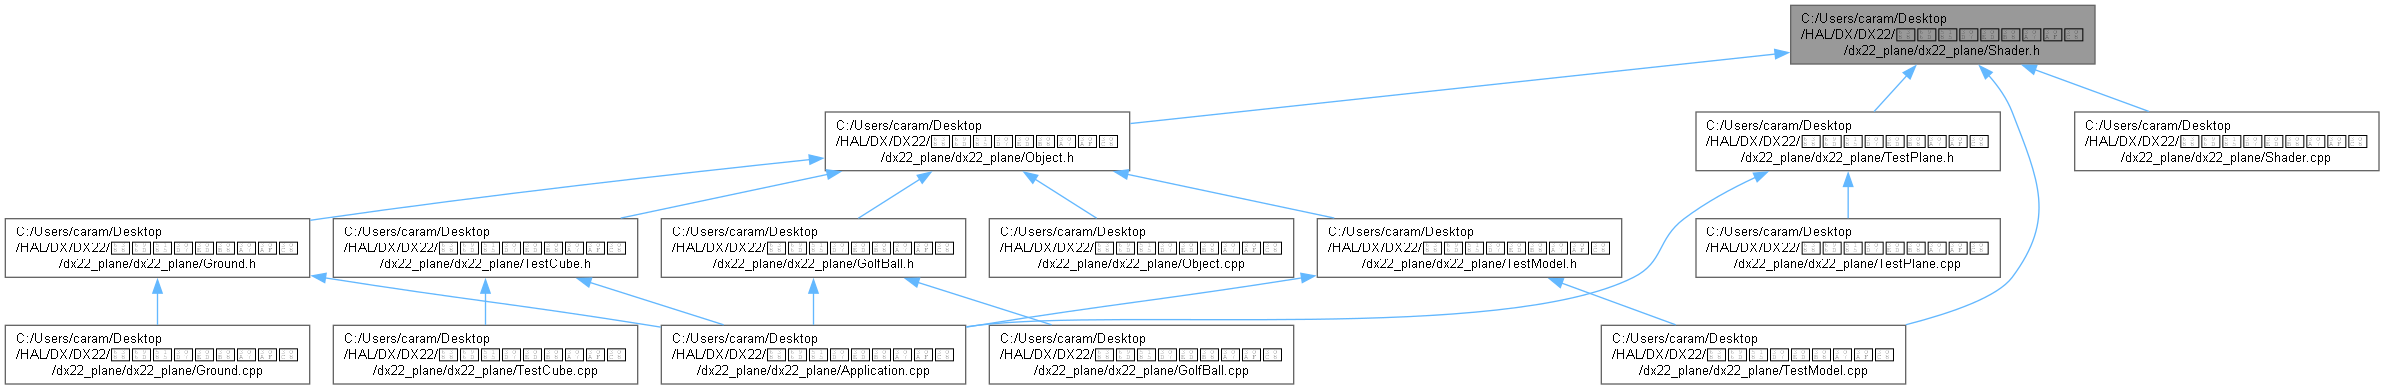 C:/Users/caram/Desktop
/HAL/DX/DX22/
/dx22_plane/dx22_plane/Shader.h
C:/Users/caram/Desktop
/HAL/DX/DX22/
/dx22_plane/dx22_plane/Object.h
C:/Users/caram/Desktop
/HAL/DX/DX22/
/dx22_plane/dx22_plane/TestPlane.h
C:/Users/caram/Desktop
/HAL/DX/DX22/
/dx22_plane/dx22_plane/Shader.cpp
C:/Users/caram/Desktop
/HAL/DX/DX22/
/dx22_plane/dx22_plane/Ground.h
C:/Users/caram/Desktop
/HAL/DX/DX22/
/dx22_plane/dx22_plane/TestCube.h
C:/Users/caram/Desktop
/HAL/DX/DX22/
/dx22_plane/dx22_plane/GolfBall.h
C:/Users/caram/Desktop
/HAL/DX/DX22/
/dx22_plane/dx22_plane/Object.cpp
C:/Users/caram/Desktop
/HAL/DX/DX22/
/dx22_plane/dx22_plane/TestModel.h
C:/Users/caram/Desktop
/HAL/DX/DX22/
/dx22_plane/dx22_plane/TestPlane.cpp
C:/Users/caram/Desktop
/HAL/DX/DX22/
/dx22_plane/dx22_plane/Ground.cpp
C:/Users/caram/Desktop
/HAL/DX/DX22/
/dx22_plane/dx22_plane/TestCube.cpp
C:/Users/caram/Desktop
/HAL/DX/DX22/
/dx22_plane/dx22_plane/Application.cpp
C:/Users/caram/Desktop
/HAL/DX/DX22/
/dx22_plane/dx22_plane/GolfBall.cpp
C:/Users/caram/Desktop
/HAL/DX/DX22/
/dx22_plane/dx22_plane/TestModel.cpp